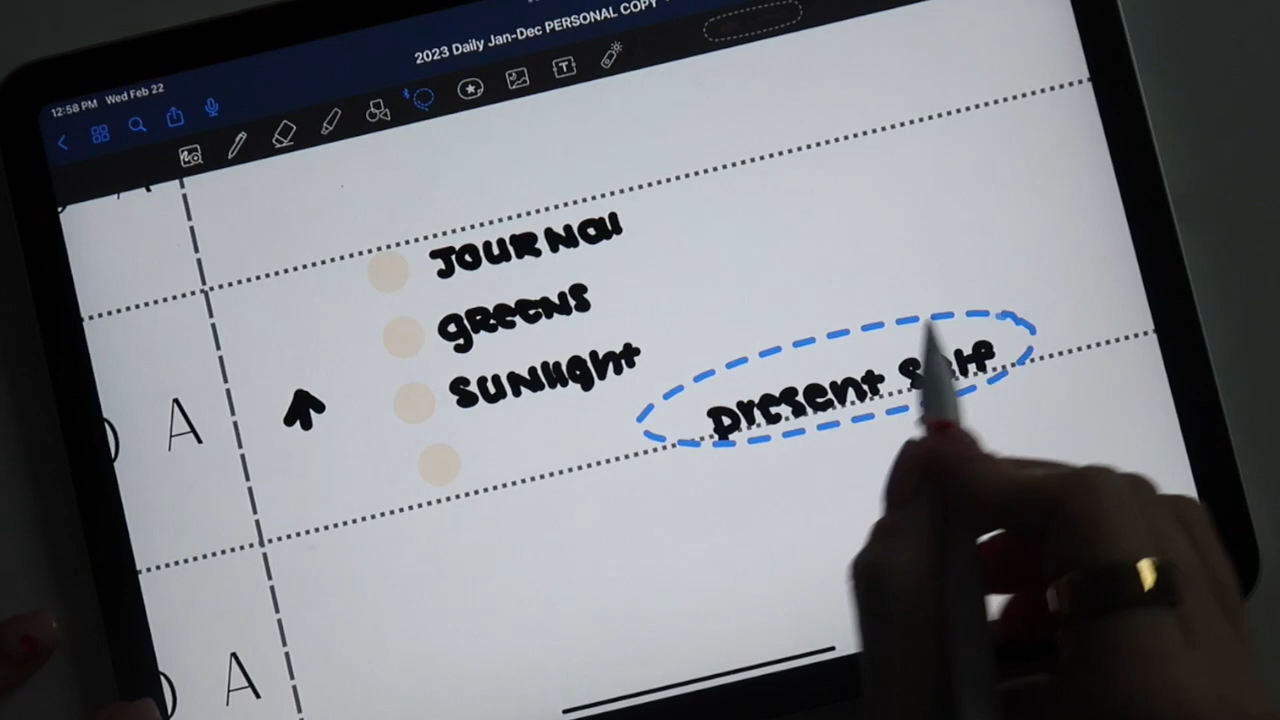 2023 Daily Jan-Dec PERSONAL COPY
12:58 PM Wed Feb 22
T
A
JOURNAl
gREENS
SUNlight
A
present self
A